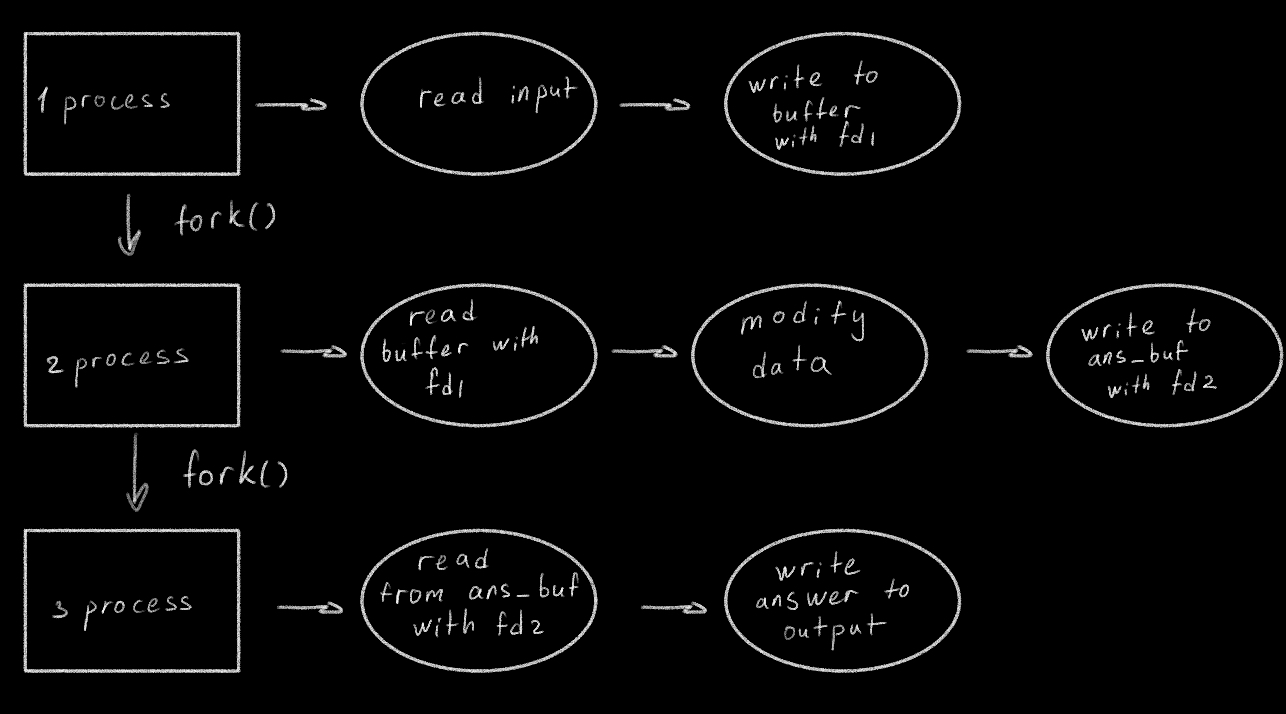 1 process
read input
write to
buffer
with fd1
fork()
2 process
read
buffer with
fd1
modify
data
write to
ans_buf
with fd2
fork()
3 process
read
from ans_buf
with fd2
write
answer to
output